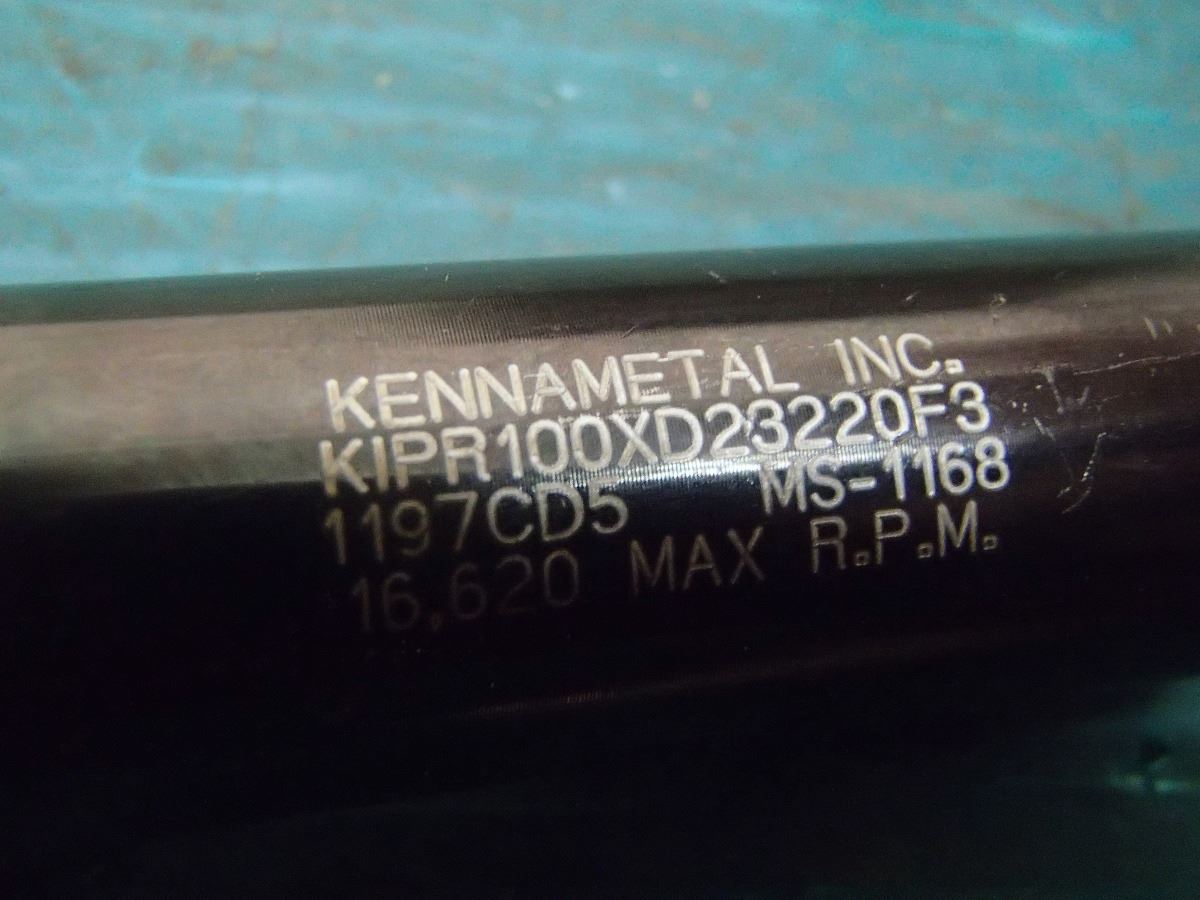 KENNAMETAL INC.
KIPR100XD23220F3
1197CD5 MS-1168
16,620 MAX R.P.M.